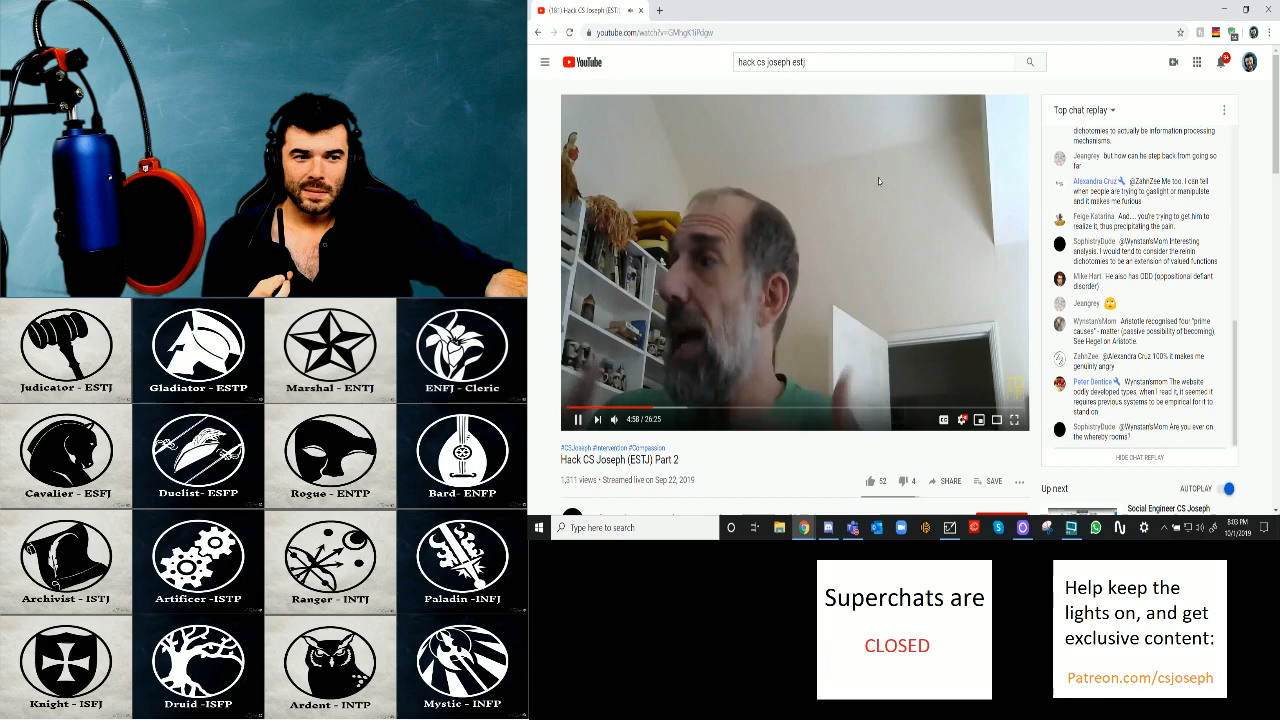 (181) Hack CS Joseph (ESTJ)
youtube.com/watch?v=GMhgK1iPdgw
YouTube
hack cs joseph estj
9+
Top chat replay
dichotomies to actually be information processing
mechanisms.
Jeangrey but how can he step back from going so
far
Alexandra Cruz @ZahnZee Me too. I can tell
when people are trying to gaslight or manipulate
and it makes me furious
Feige Katarina And.... you're trying to get him to
realize it, thus precipitating the pain.
SophistryDude @Wynstan'sMom Interesting
analysis. I would tend to consider the
dichotomies to be an extension of valued functions
Mike Hart He also has ODD (oppositional defiant
disorder)
Jeangrey
Wynstan'sMom Aristotle recognised four "prime
causes" - matter (passive possibility of becoming);
See Hegel on Aristotle.
ZahnZee @Alexandra Cruz 100% it makes me
genuinly angry
Peter Dentice Wynstan'smom The website
oddly developed types, when I read it, it seemed it
requires previous systems to be empirical for it to
stand on
SophistryDude @Wynstan'sMom Are you ever on
the whereby rooms?
HIDE CHAT REPLAY
4:58 / 26:25
#CSJoseph #Intervention #Compassion
Hack CS Joseph (ESTJ) Part 2
1,311 views • Streamed live on Sep 22, 2019
52
4
SHARE
SAVE
Up next
AUTOPLAY
Social Engineer CS Joseph
Type here to search
8:03 PM
10/1/2019
Judicator - ESTJ
Gladiator - ESTP
Marshal - ENTJ
ENFJ - Cleric
Cavalier - ESFJ
Duelist- ESFP
Rogue - ENTP
Bard- ENFP
Archivist - ISTJ
Artificer -ISTP
Ranger - INTJ
Paladin -INFJ
Knight - ISFJ
Druid -ISFP
Ardent - INTP
Mystic - INFP
Superchats are
CLOSED
Help keep the
lights on, and get
exclusive content:
Patreon.com/csjoseph